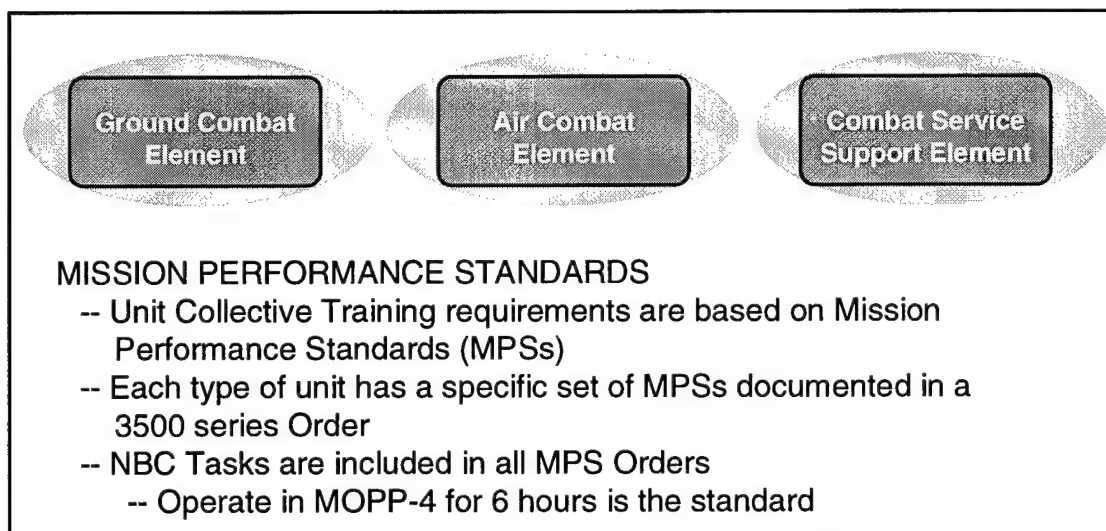 Ground Combat
Element
Air Combat
Element
Combat Service
Support Element
MISSION PERFORMANCE STANDARDS
-- Unit Collective Training requirements are based on Mission
Performance Standards (MPSs)
-- Each type of unit has a specific set of MPSs documented in a
3500 series Order
-- NBC Tasks are included in all MPS Orders
-- Operate in MOPP-4 for 6 hours is the standard